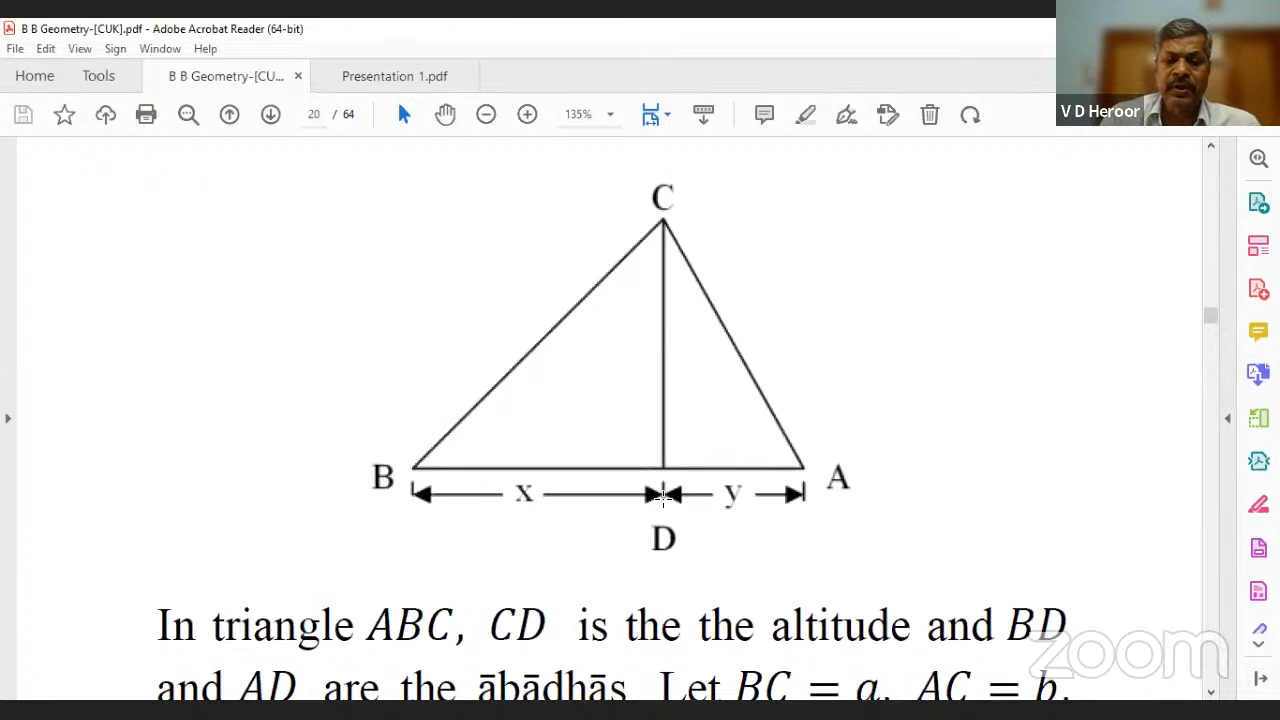 B B Geometry-[CUK].pdf - Adobe Acrobat Reader (64-bit)
File Edit View Sign Window Help
Home Tools B B Geometry-[CU... × Presentation 1.pdf
20 / 64 135%
V D Heroor
C
B x y A
D
In triangle ABC, CD is the the altitude and BD
and AD are the ābādhās. Let BC = a, AC = b,
zoom